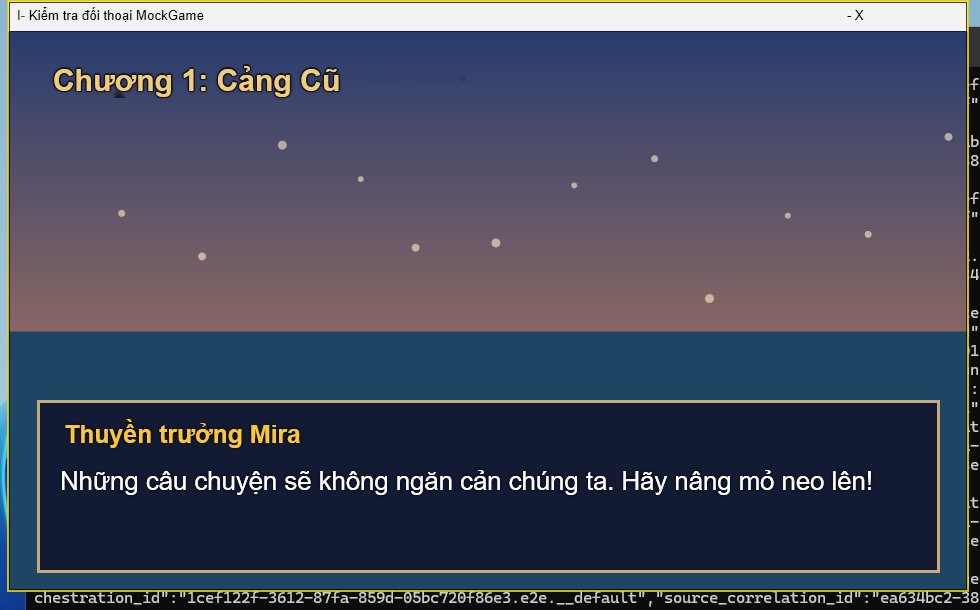 I- Kiểm tra đối thoại MockGame - X
Chương 1: Cảng Cũ
Thuyền trưởng Mira
Những câu chuyện sẽ không ngăn cản chúng ta. Hãy nâng mỏ neo lên!
chestration_id":"1cef122f-3612-87fa-859d-05bc720f86e3.e2e.__default","source_correlation_id":"ea634bc2-38